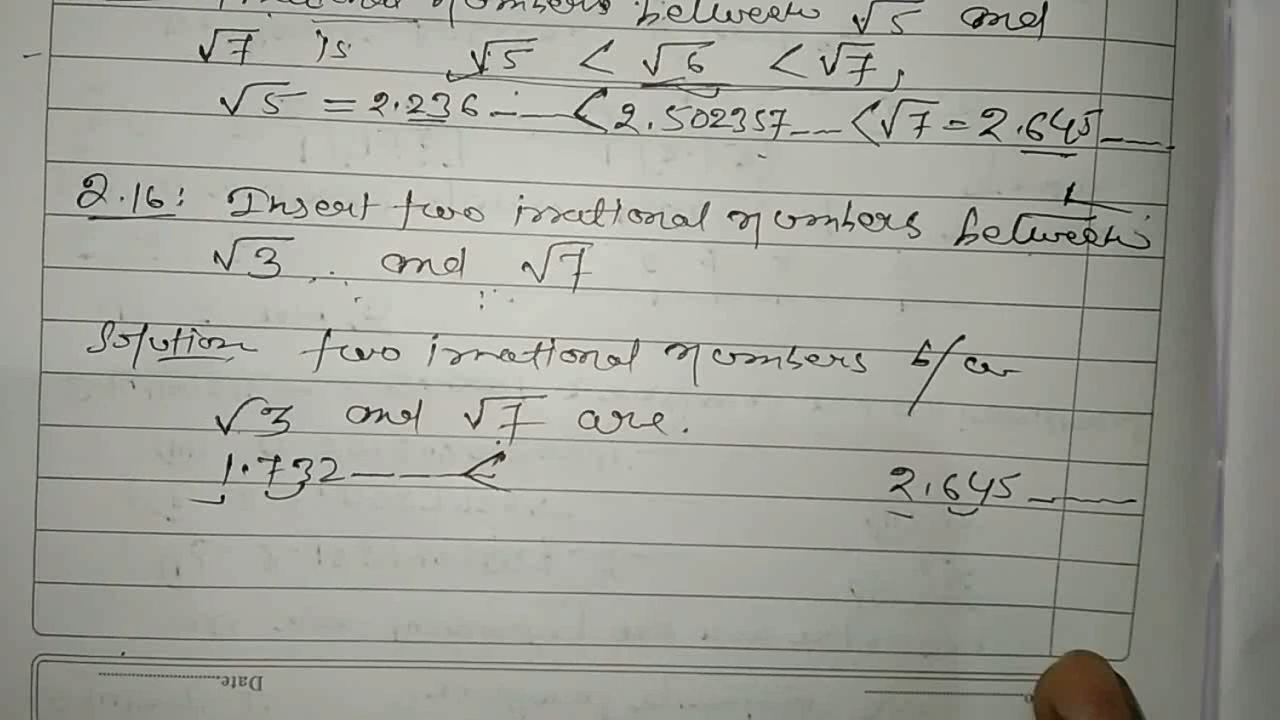 numbers between √5 and
√7 is √5 < √6 < √7,
√5 = 2.236 ---- < 2.502357--- < √7 = 2.645----
2.16: Insert two irrational numbers between
√3 and √7
Solution two irrational numbers b/w
√3 and √7 are.
1.732 ---- < 2.645 ----
Date